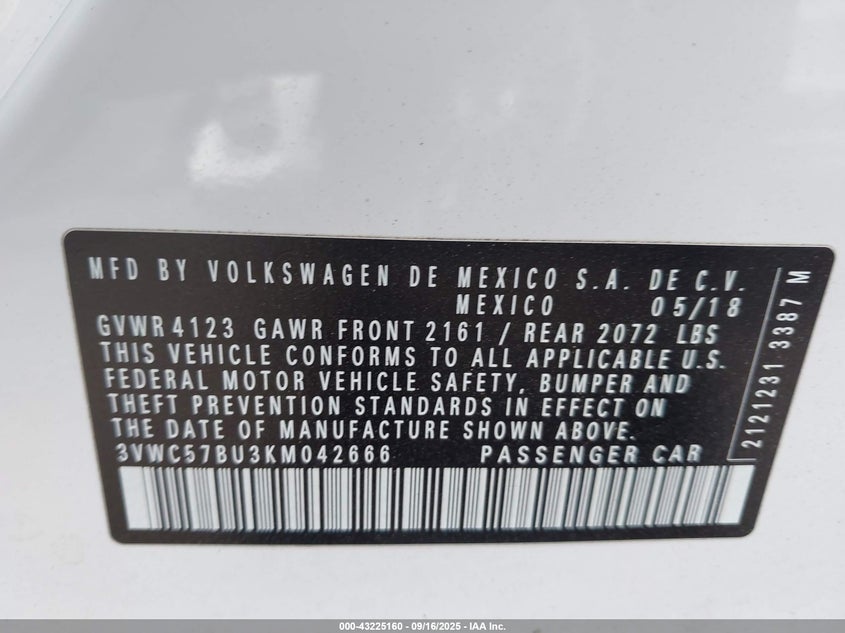 MFD BY VOLKSWAGEN DE MEXICO S.A. DE C.V.
MEXICO 05/18
GVWR 4123 GAWR FRONT 2161 / REAR 2072 LBS
THIS VEHICLE CONFORMS TO ALL APPLICABLE U.S.
FEDERAL MOTOR VEHICLE SAFETY, BUMPER AND
THEFT PREVENTION STANDARDS IN EFFECT ON
THE DATE OF MANUFACTURE SHOWN ABOVE.
3VWC57BU3KM042666 PASSENGER CAR
2121231 3387 M
000-43225160 - 09/16/2025 - IAA Inc.